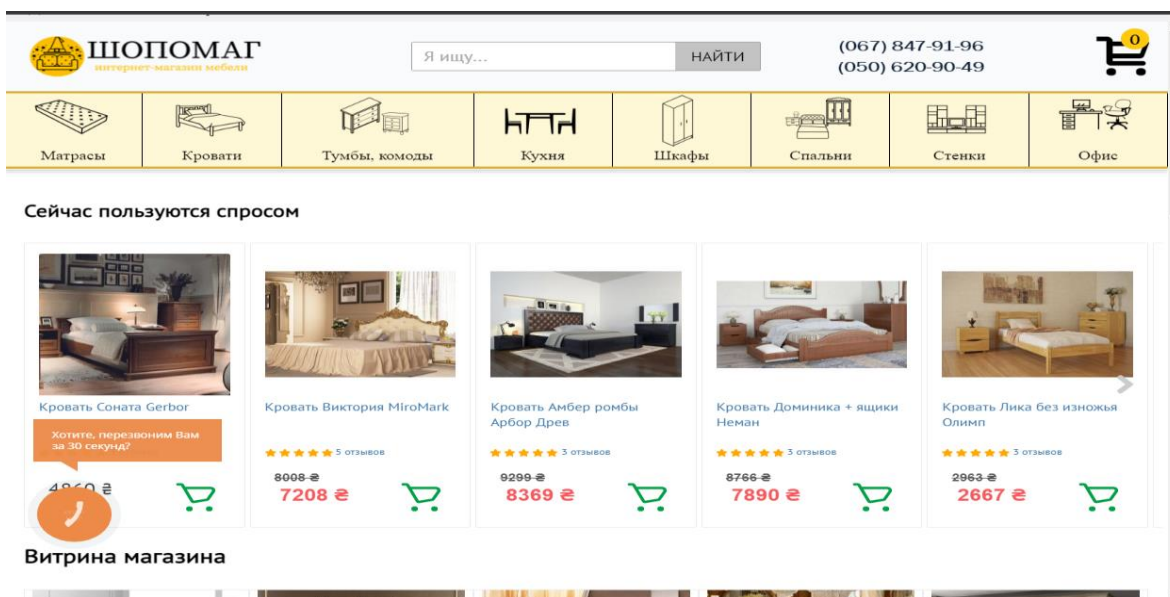 ШОПОМАГ
интернет-магазин мебели
Я ищу...
НАЙТИ
(067) 847-91-96
(050) 620-90-49
0
Матрасы
Кровати
Тумбы, комоды
Кухня
Шкафы
Спальни
Стенки
Офис
Сейчас пользуются спросом
Кровать Соната Gerbor
Хотите, перезвоним Вам
за 30 секунд?
₴
Кровать Виктория MiroMark
5 отзывов
8008 ₴
7208 ₴
Кровать Амбер ромбы
Арбор Древ
3 отзывов
9299 ₴
8369 ₴
Кровать Доминика + ящики
Неман
3 отзывов
8766 ₴
7890 ₴
Кровать Лика без изножья
Олимп
3 отзывов
2963 ₴
2667 ₴
Витрина магазина